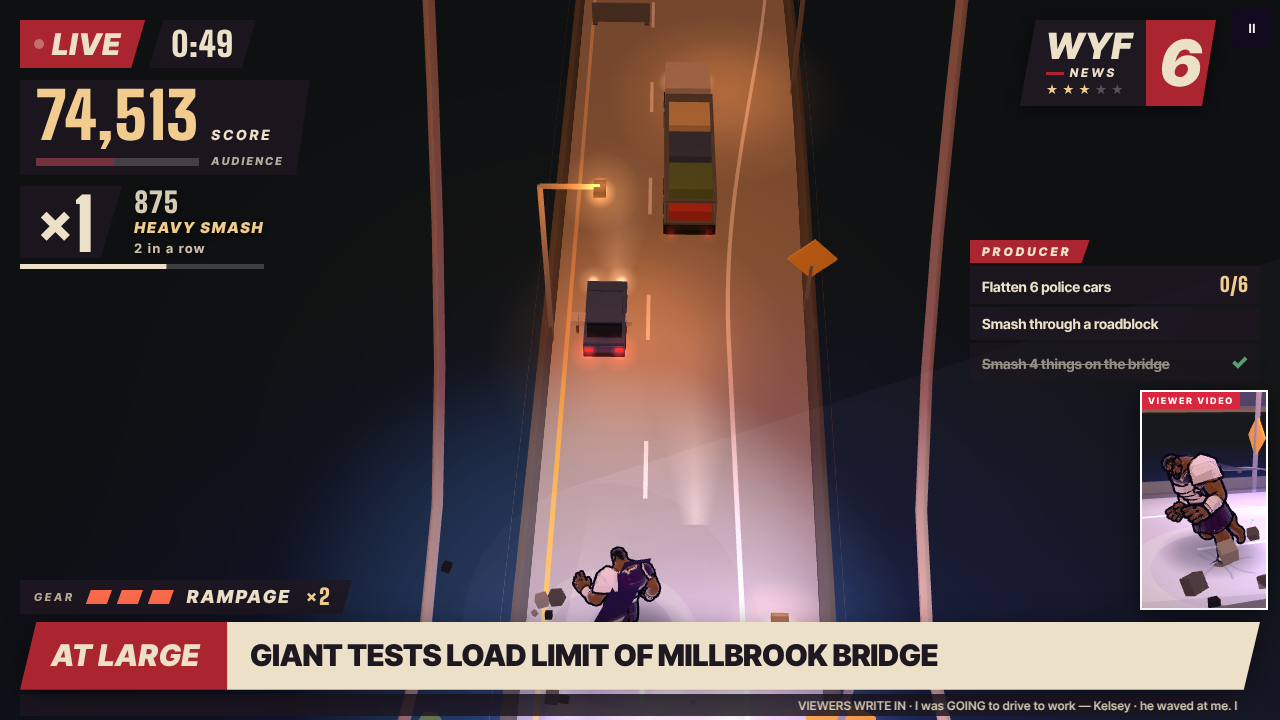 LIVE
0:49
74,513 SCORE
AUDIENCE
×1
875
HEAVY SMASH
2 in a row
WYF
NEWS
★★★★★
6
PRODUCER
Flatten 6 police cars 0/6
Smash through a roadblock
Smash 4 things on the bridge
VIEWER VIDEO
GEAR RAMPAGE ×2
AT LARGE
GIANT TESTS LOAD LIMIT OF MILLBROOK BRIDGE
VIEWERS WRITE IN · I was GOING to drive to work — Kelsey · he waved at me. I